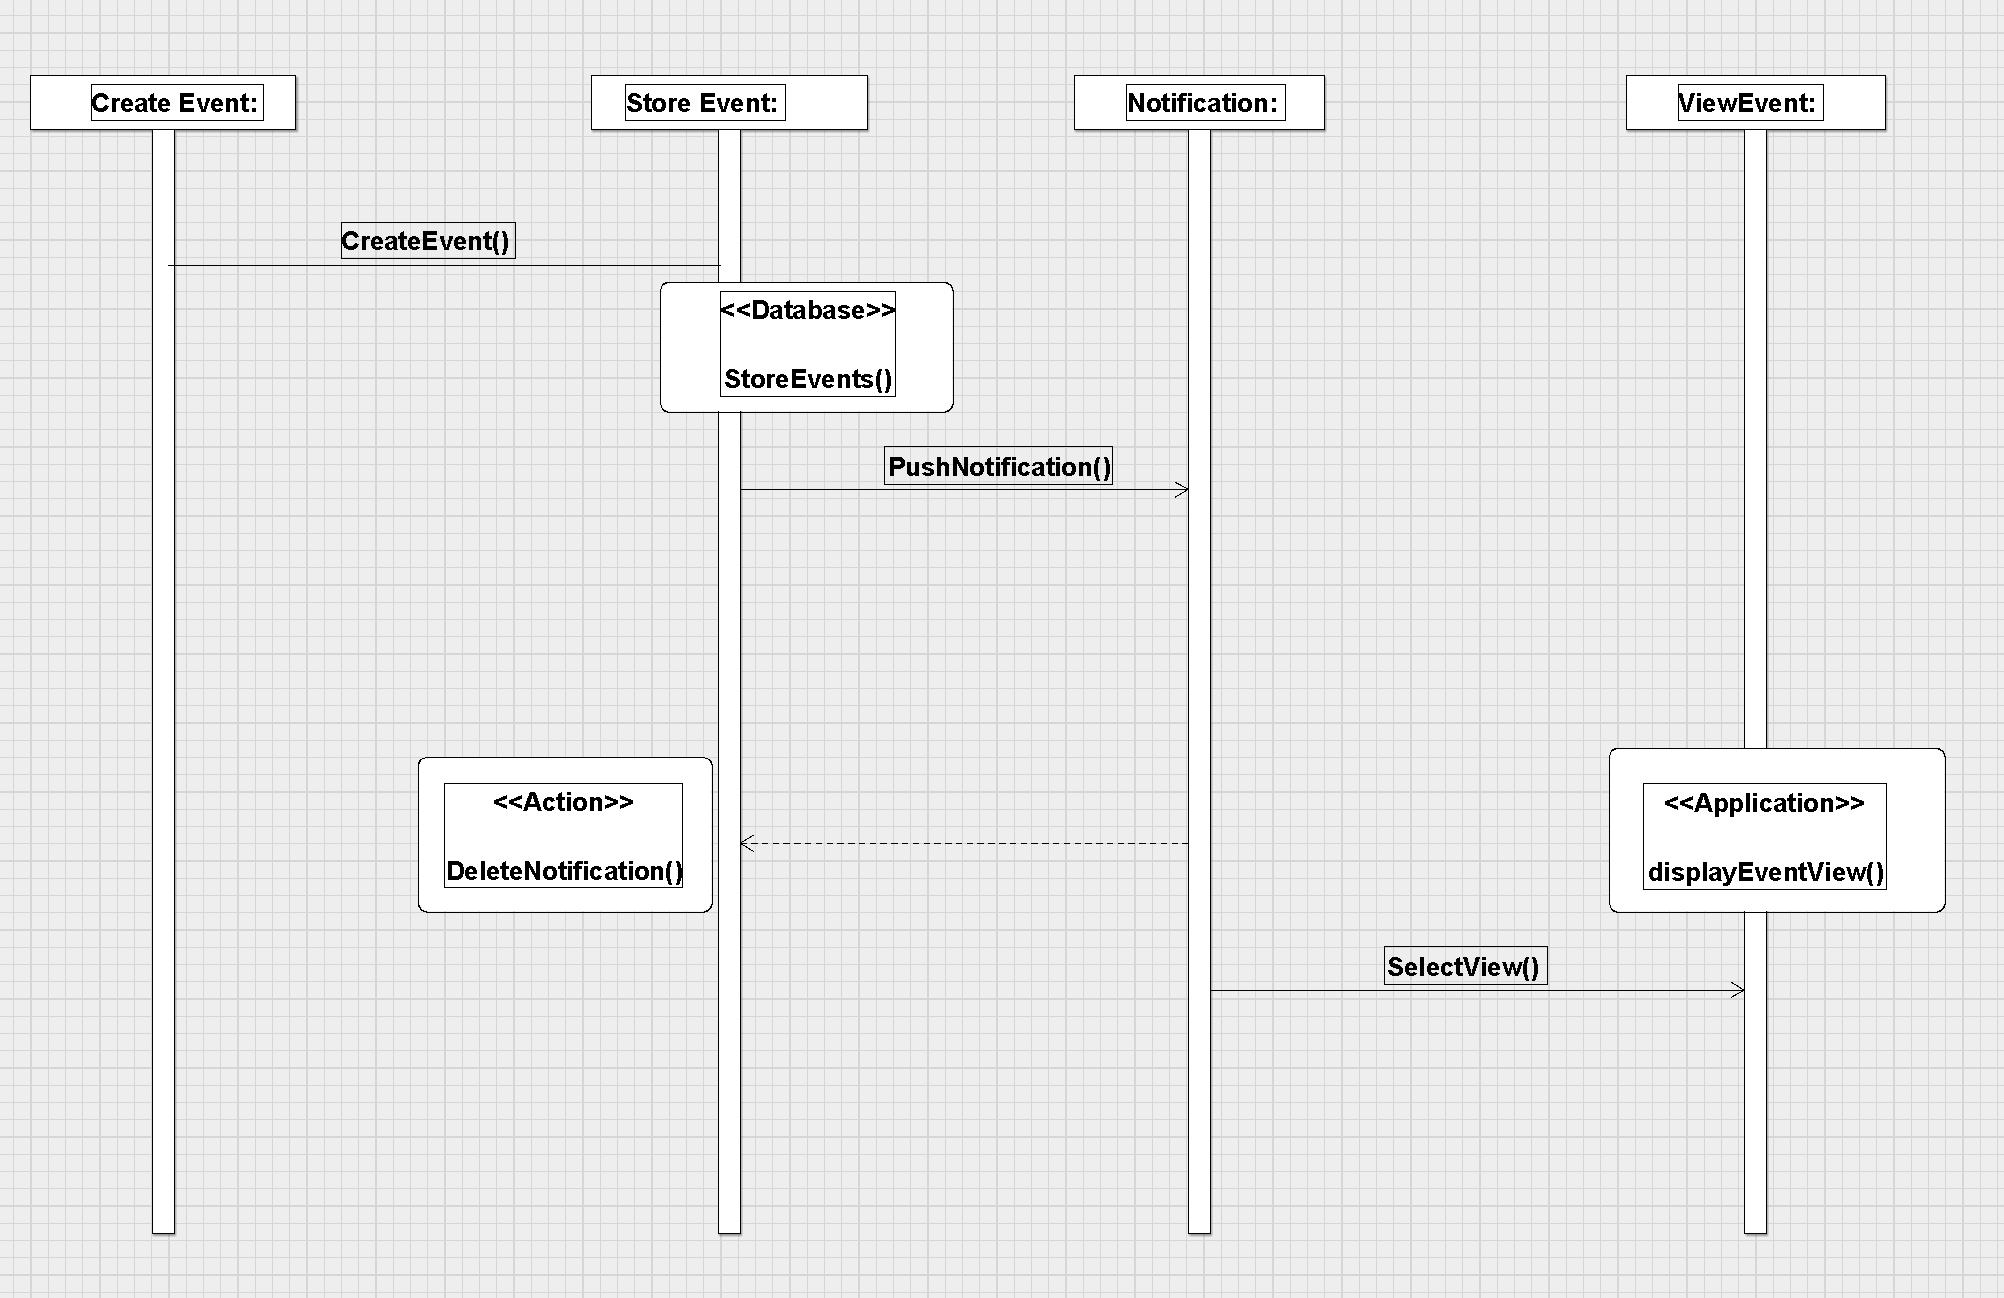 Create Event:
Store Event:
Notification:
ViewEvent:
CreateEvent()
<<Database>>
StoreEvents()
PushNotification()
<<Action>>
DeleteNotification()
<<Application>>
displayEventView()
SelectView()